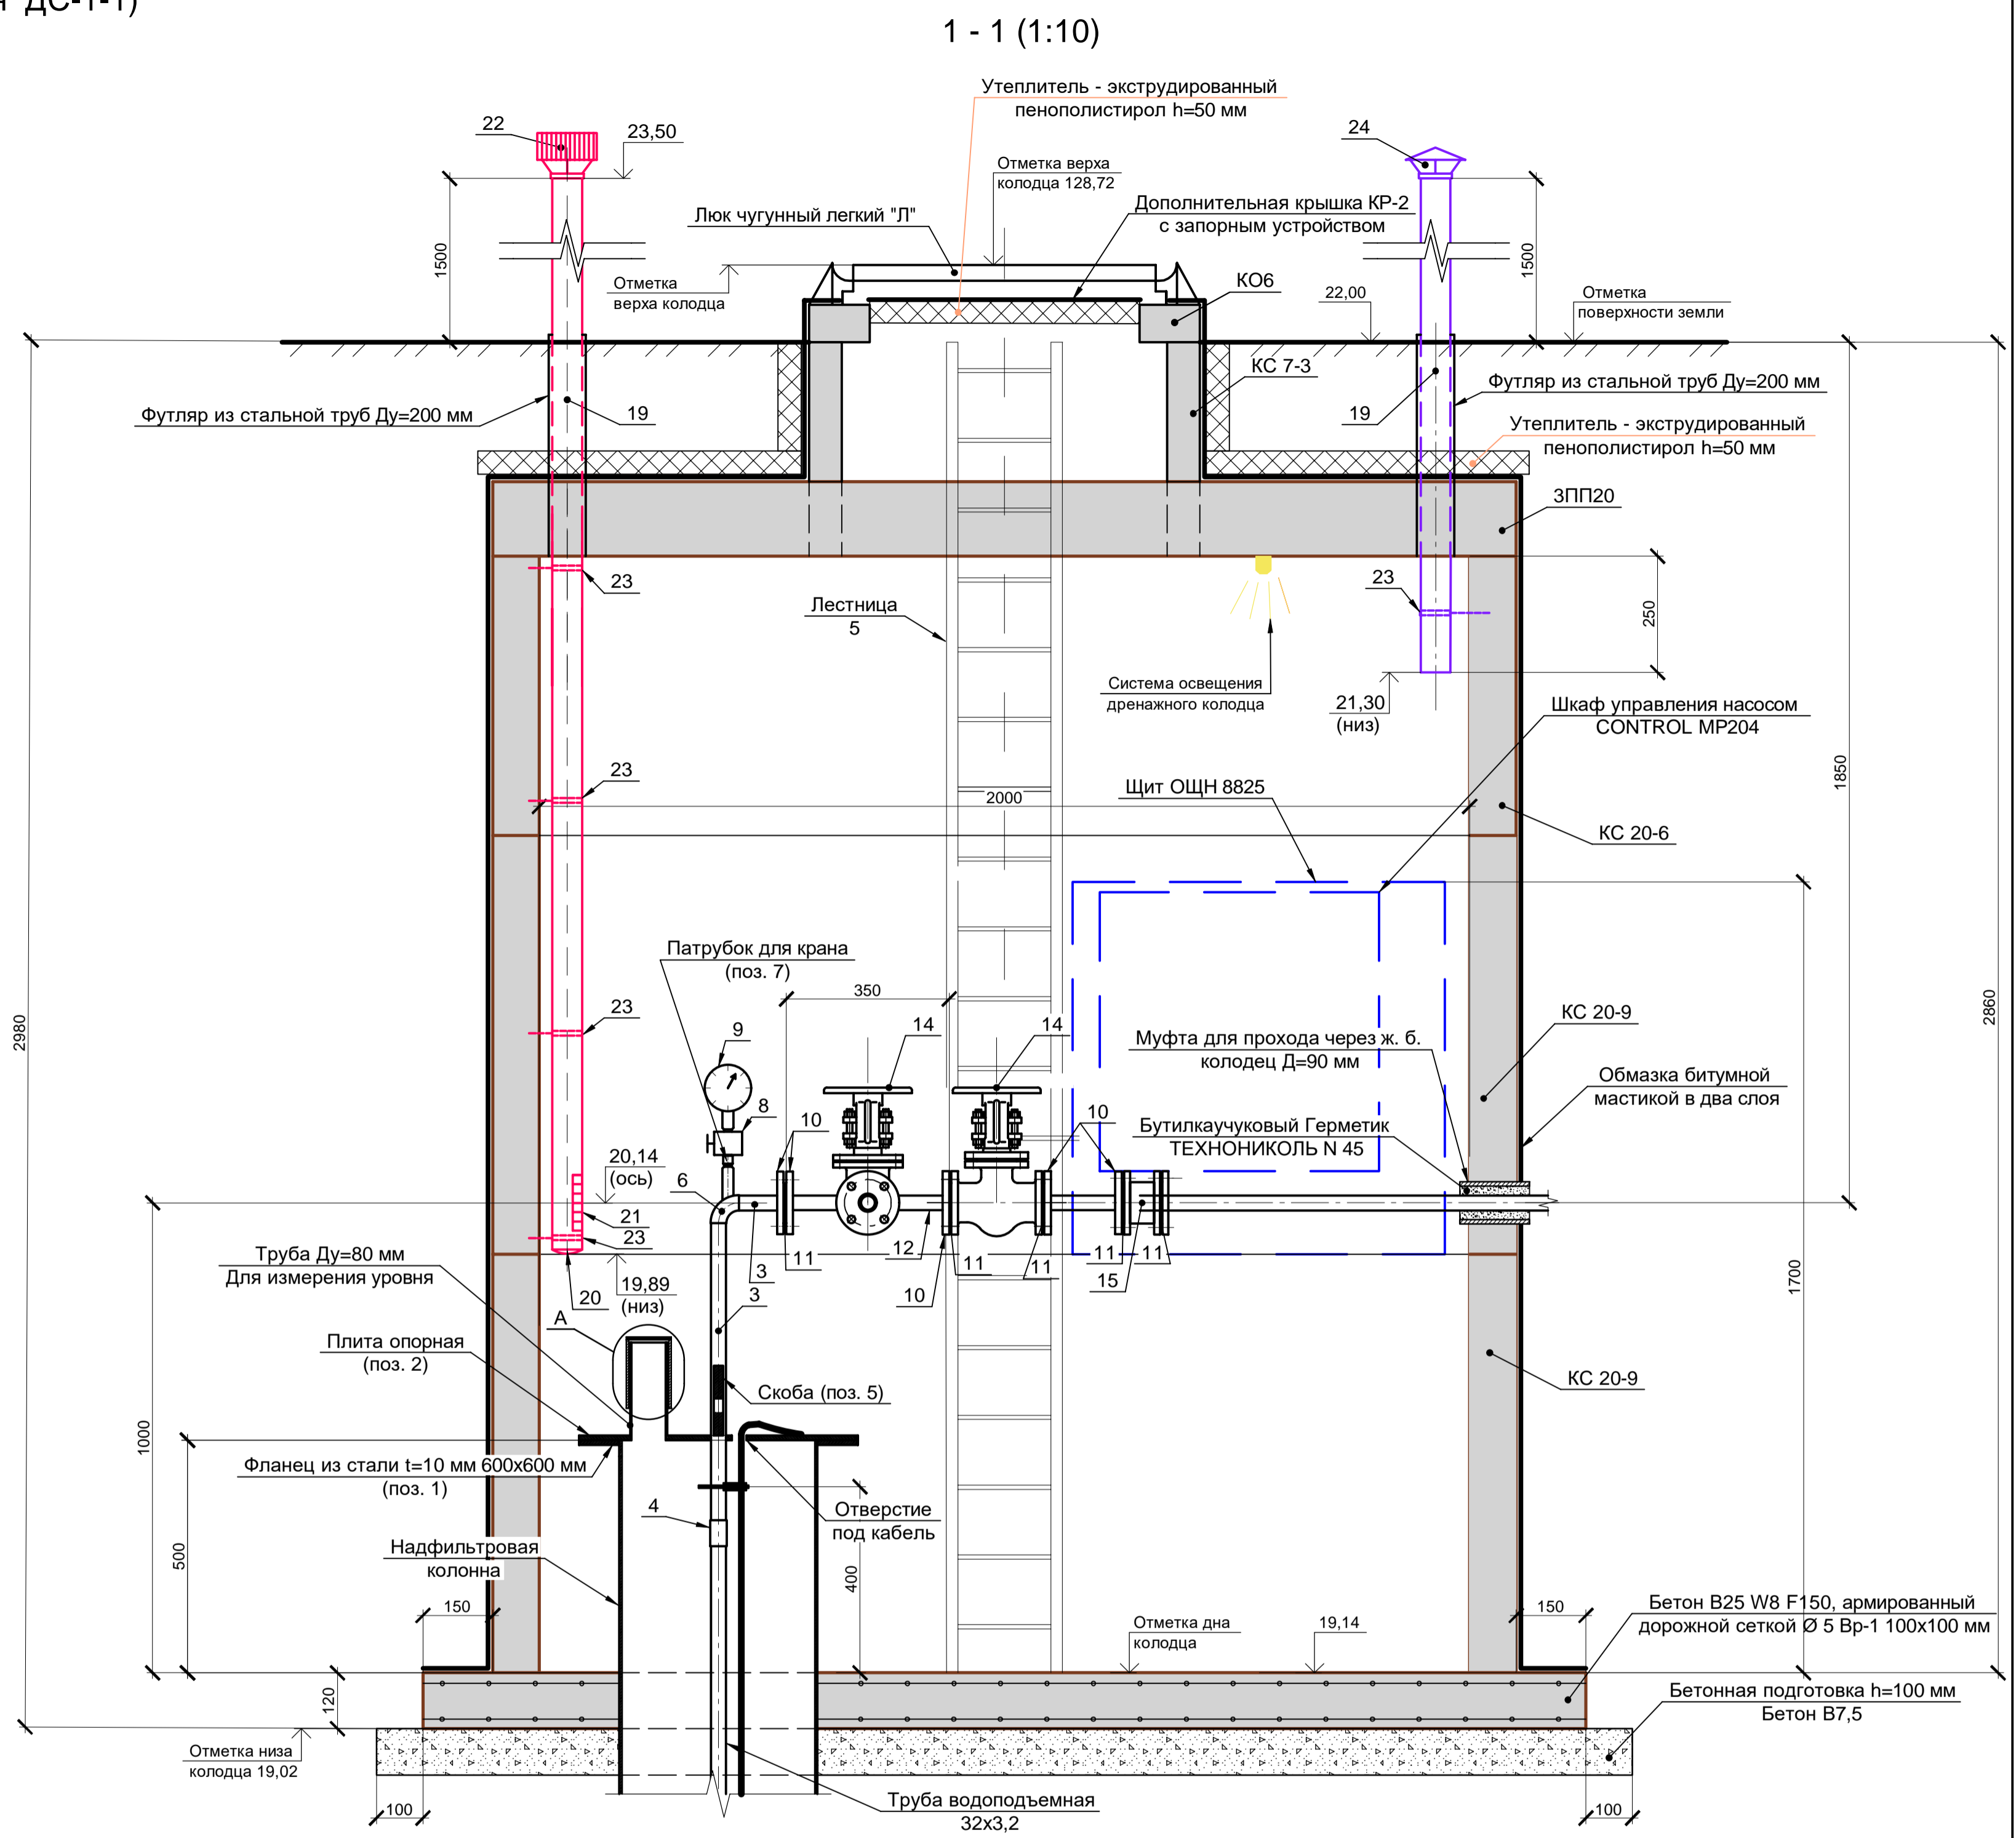 ДС-1-1)
1 - 1 (1:10)
Утеплитель - экструдированный
пенополистирол h=50 мм
22
23,50
24
Отметка верха
колодца 128,72
Дополнительная крышка КР-2
с запорным устройством
Люк чугунный легкий "Л"
1500
1500
Отметка
верха колодца
КО6
22,00
Отметка
поверхности земли
КС 7-3
Футляр из стальной труб Ду=200 мм
19
19
Футляр из стальной труб Ду=200 мм
Утеплитель - экструдированный
пенополистирол h=50 мм
3ПП20
23
23
250
Лестница
5
Система освещения
дренажного колодца
21,30
(низ)
Шкаф управления насосом
CONTROL MP204
23
Щит ОЩН 8825
2000
1850
КС 20-6
Патрубок для крана
(поз. 7)
350
23
9
14
14
КС 20-9
2980
2860
Муфта для прохода через ж. б.
колодец Д=90 мм
Обмазка битумной
мастикой в два слоя
8
10
10
Бутилкаучуковый Герметик
ТЕХНОНИКОЛЬ N 45
20,14
(ось)
6
21
23
Труба Ду=80 мм
Для измерения уровня
11
12
11
11
11
11
3
15
19,89
(низ)
20
3
10
1700
А
Плита опорная
(поз. 2)
Скоба (поз. 5)
КС 20-9
1000
Фланец из стали t=10 мм 600х600 мм
(поз. 1)
4
Отверстие
под кабель
500
Надфильтровая
колонна
400
150
Отметка дна
колодца
19,14
150
Бетон В25 W8 F150, армированный
дорожной сеткой Ø 5 Вр-1 100х100 мм
120
Бетонная подготовка h=100 мм
Бетон В7,5
Отметка низа
колодца 19,02
100
Труба водоподъемная
32х3,2
100